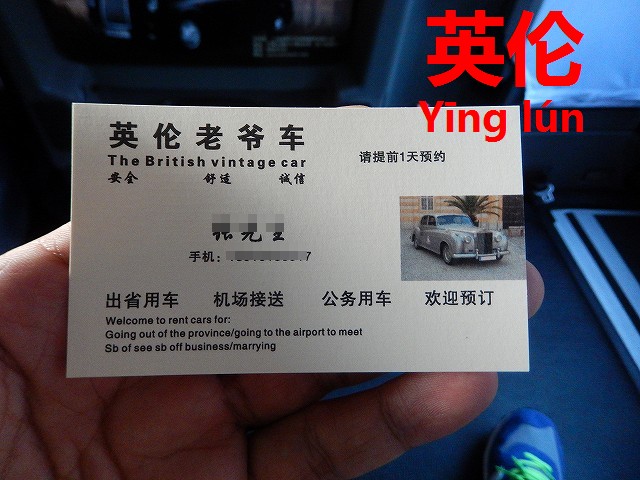 英伦
Yīng lún
英伦老爷车
The British vintage car
安全 舒适 诚信
请提前1天预约
手机：
出省用车 机场接送 公务用车 欢迎预订
Welcome to rent cars for:
Going out of the province/going to the airport to meet
Sb of see sb off business/marrying